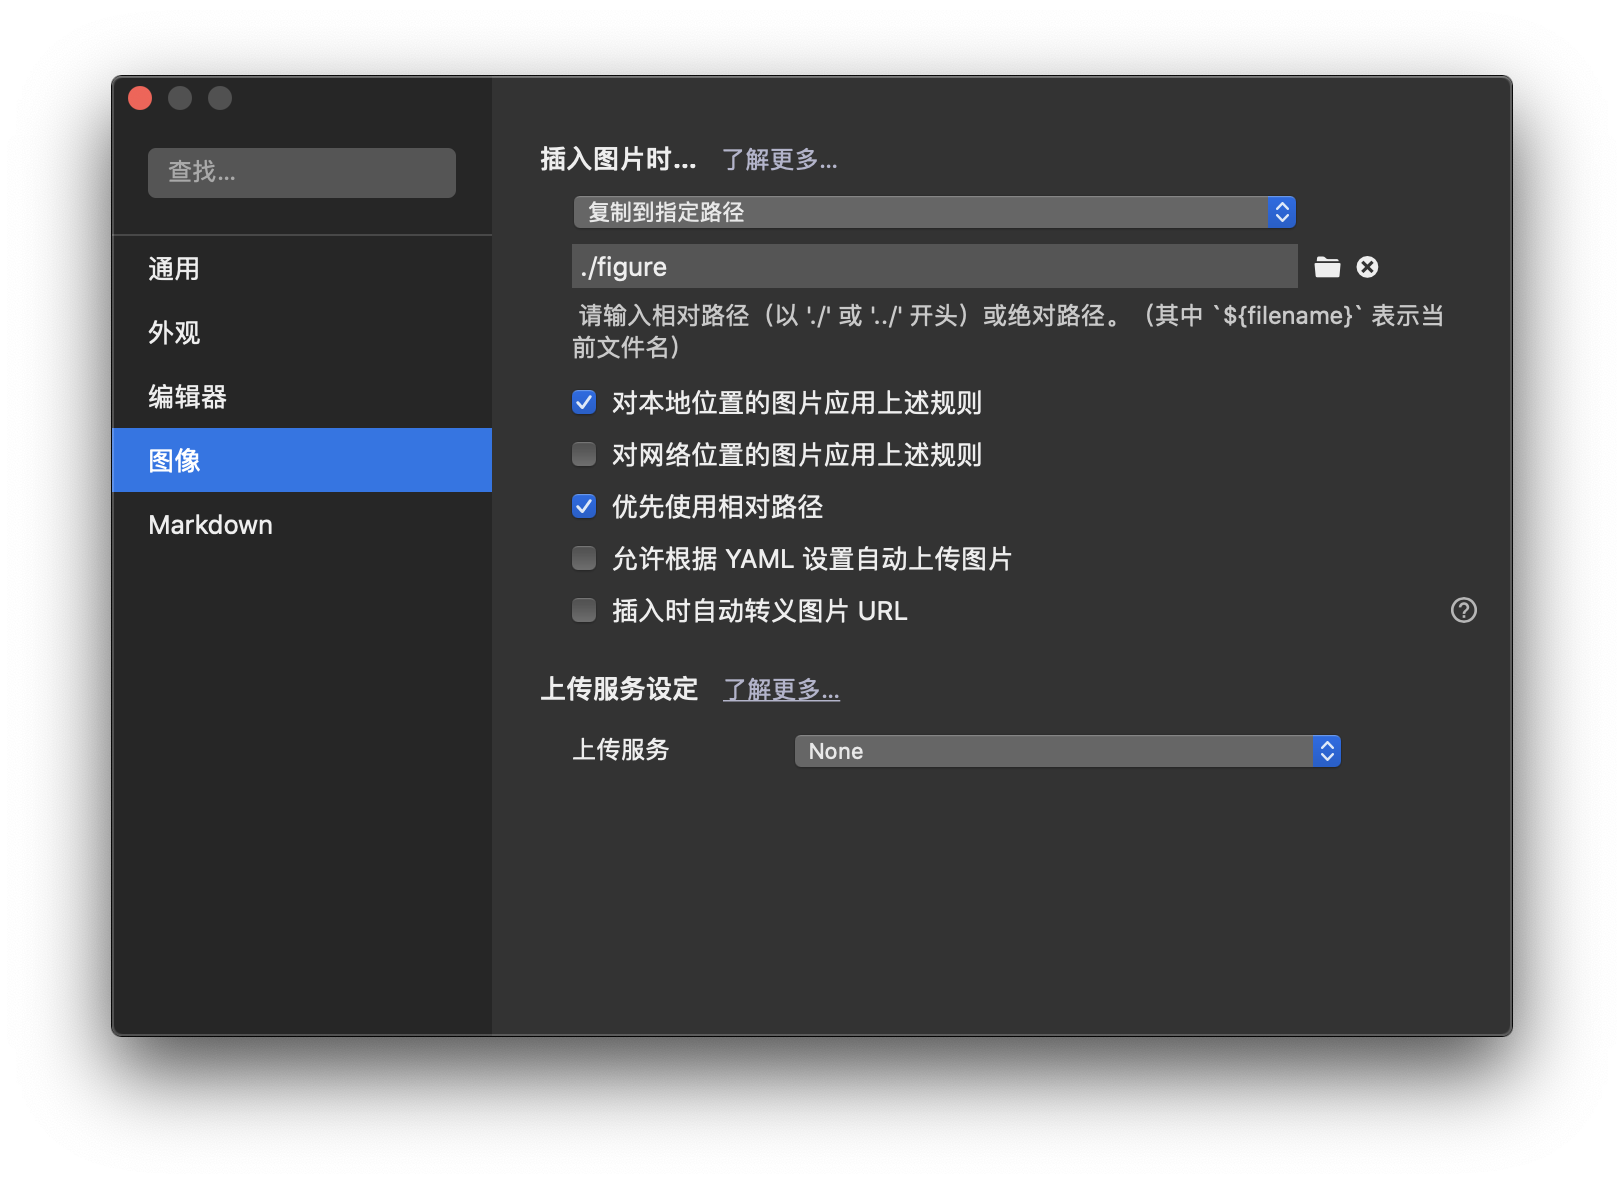 查找...
通用
外观
编辑器
图像
Markdown
插入图片时... 了解更多...
复制到指定路径
./figure
请输入相对路径（以 './' 或 '../' 开头）或绝对路径。（其中 `${filename}` 表示当
前文件名）
对本地位置的图片应用上述规则
对网络位置的图片应用上述规则
优先使用相对路径
允许根据 YAML 设置自动上传图片
插入时自动转义图片 URL
上传服务设定 了解更多...
上传服务 None